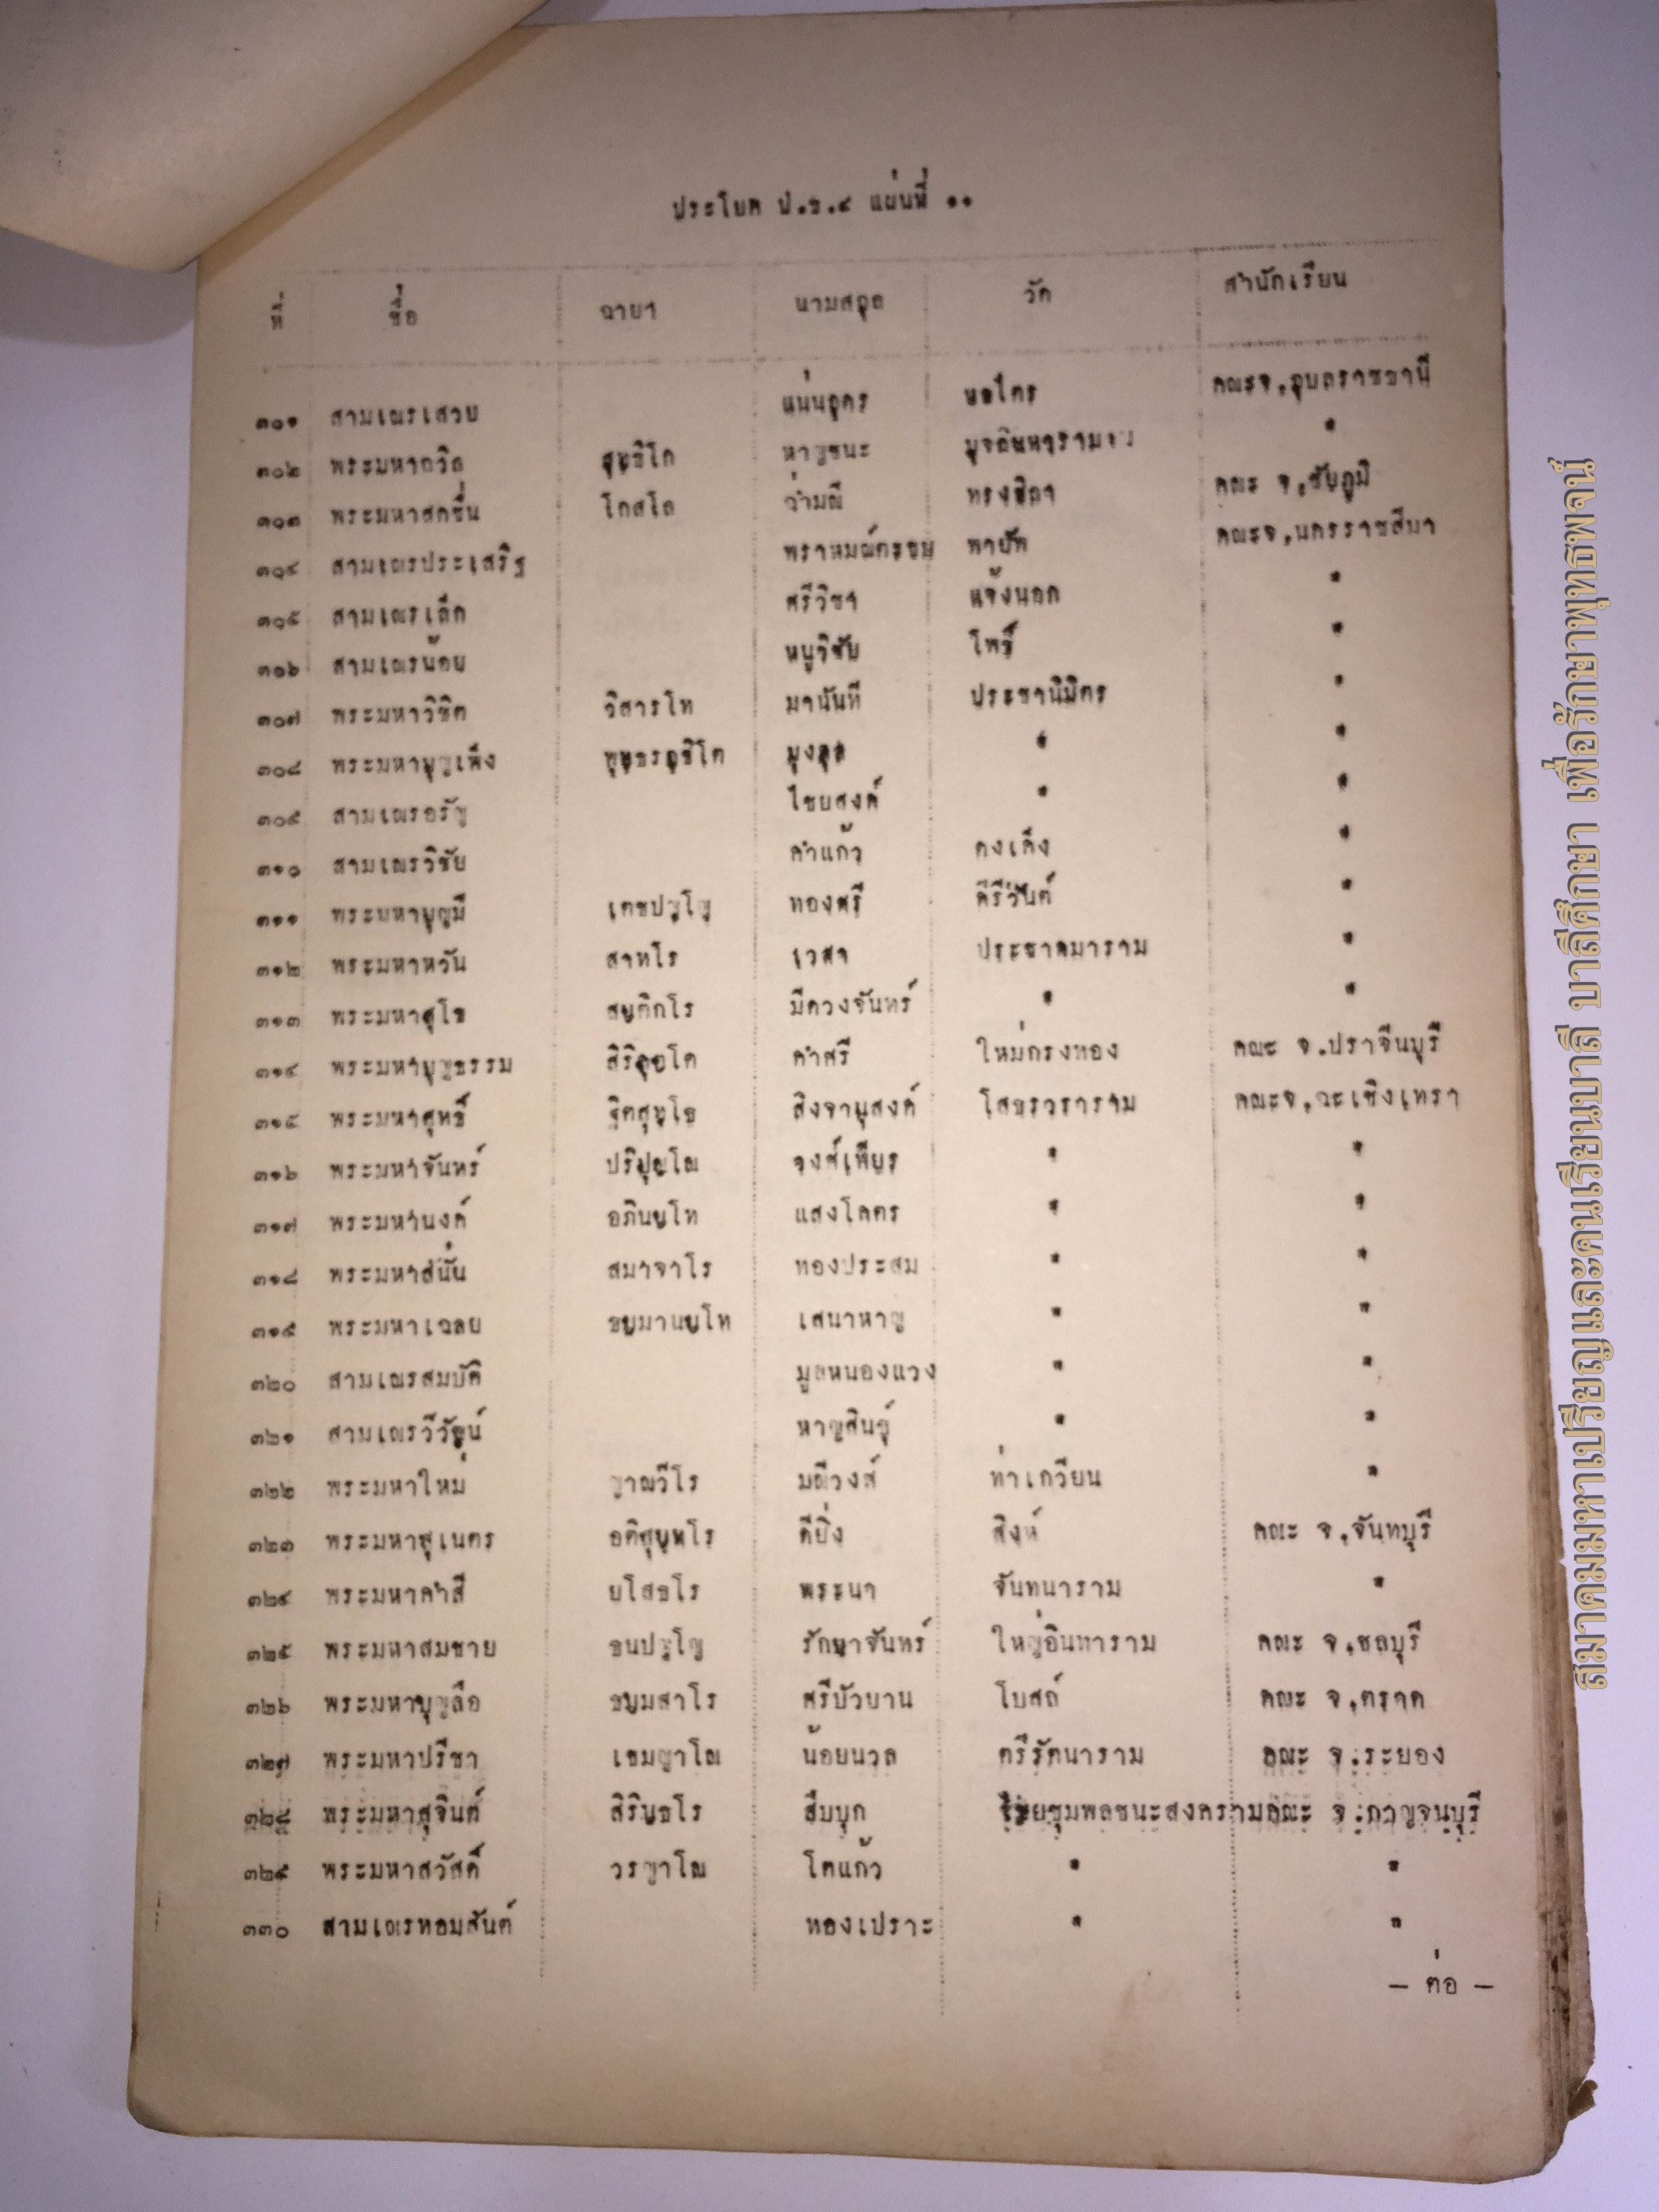 ประโยค ป.ธ.๔ แผ่นที่ ๑๑
ที่ ชื่อ ฉายา นามสกุล วัด สำนักเรียน
๓๐๑ สามเณรเสวย แน่นอุดร คณะจ.อุบลราชธานี
๓๐๒ พระมหาถวิล หาญชนะ "
๓๐๓ พระมหาสดชื่น โกสโล ว่ามณี ทรงศิลา คณะ จ.ชัยภูมิ
๓๐๔ สามเณรประเสริฐ พายัพ คณะจ.นครราชสีมา
๓๐๕ สามเณรเล็ก ศรีวิชา แจ้งนอก "
๓๐๖ สามเณรน้อย หนูวิชัย โพธิ์ "
๓๐๗ พระมหาวิชิต วิสารโท มานันที ประชานิมิตร "
๓๐๘ พระมหาบุญเพ็ง พุทฺธรกฺขิโต มุงคุล " "
๓๐๙ สามเณรอรัญ ไชยสงค์ " "
๓๑๐ สามเณรวิชัย คำแก้ว ดงเค็ง "
๓๑๑ พระมหาบุญมี เตชปญฺโญ ทองศรี คีรีวันต์ "
๓๑๒ พระมหาหวัน สาทโร เวสา ประชาคมาราม "
๓๑๓ พระมหาสุโข สนฺติกโร มีดวงจันทร์ " "
๓๑๔ พระมหาบุญธรรม สิริคุตฺโต คำศรี ใหม่กรงทอง คณะ จ.ปราจีนบุรี
๓๑๕ พระมหาสุทธิ์ ฐิตสุทฺโธ สิงจานุสงค์ โสธรวราราม คณะจ.ฉะเชิงเทรา
๓๑๖ พระมหาจันทร์ ปริปุณฺโณ วงศ์เพียร " "
๓๑๗ พระมหานงค์ อภินนฺโท แสงโคตร " "
๓๑๘ พระมหาสนั่น สมาจาโร ทองประสม " "
๓๑๙ พระมหาเฉลย ธมฺมานนฺโท เสนาหาญ " "
๓๒๐ สามเณรสมบัติ มูลหนองแวง " "
๓๒๑ สามเณรวิวัฒน์ หาญสินธุ์ " "
๓๒๒ พระมหาใหม่ ญาณวีโร มณีวงส์ ท่าเกวียน "
๓๒๓ พระมหาสุเนตร อติสุนฺทโร ดียิ่ง สิงห์ คณะ จ.จันทบุรี
๓๒๔ พระมหาคำสี ยโสธโร พระนา จันทนาราม "
๓๒๕ พระมหาสมชาย ธนปญฺโญ รักษาจันทร์ ใหญ่อินทาราม คณะ จ.ชลบุรี
๓๒๖ พระมหาบุญลือ ธมฺมสาโร ศรีบัวบาน โบสถ์ คณะ จ.ตราด
๓๒๗ พระมหาปรีชา เขมญาโณ น้อยนวล ตรีรัตนาราม คณะ จ.ระยอง
๓๒๘ พระมหาสุจินต์ สิรินฺธโร สืบบุก ไชยชุมพลชนะสงครามคณะ จ.กาญจนบุรี
๓๒๙ พระมหาสวัสดิ์ วรญาโณ โตแก้ว " "
๓๓๐ สามเณรหอมสันต์ ทองเปราะ " "
— ต่อ —
สมาคมมหาเปรียญและคนเรียนบาลี บาลีศึกษา เพื่อรักษาพุทธพจน์